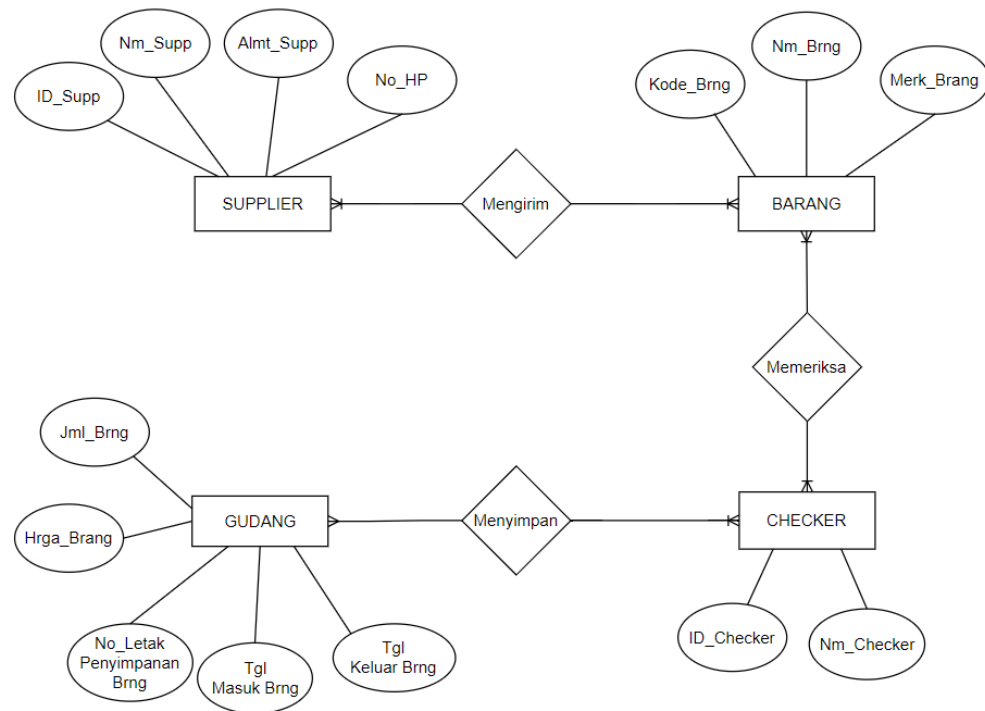 Nm_Supp
Almt_Supp
ID_Supp
No_HP
Nm_Brng
Kode_Brng
Merk_Brang
SUPPLIER
Mengirim
BARANG
Memeriksa
Jml_Brng
Hrga_Brang
GUDANG
Menyimpan
CHECKER
No_Letak
Penyimpanan
Brng
Tgl
Masuk Brng
Tgl
Keluar Brng
ID_Checker
Nm_Checker